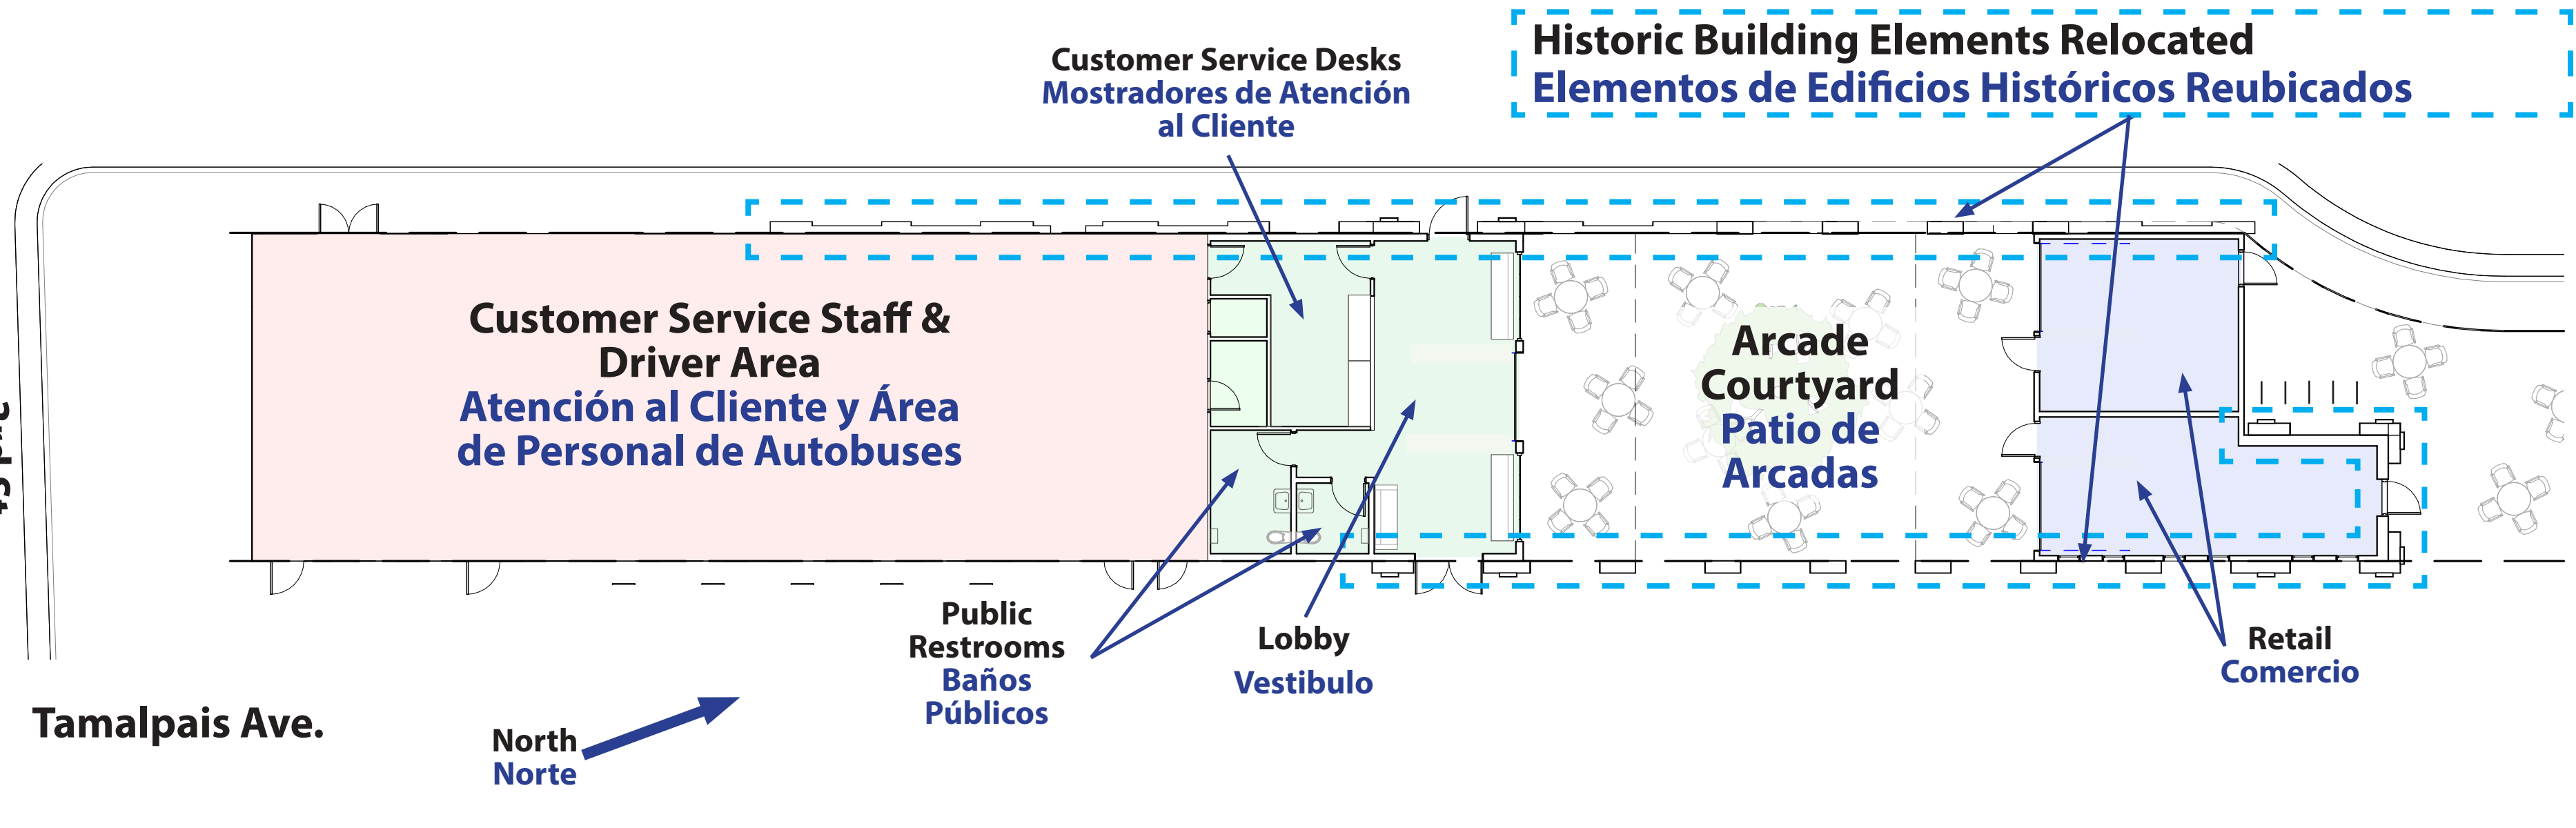 Historic Building Elements Relocated
Elementos de Edificios Históricos Reubicados
Customer Service Desks
Mostradores de Atención
al Cliente
Customer Service Staff &
Driver Area
Atención al Cliente y Área
de Personal de Autobuses
Arcade
Courtyard
Patio de
Arcadas
Public
Restrooms
Baños
Públicos
Lobby
Vestibulo
Retail
Comercio
Tamalpais Ave.
North
Norte